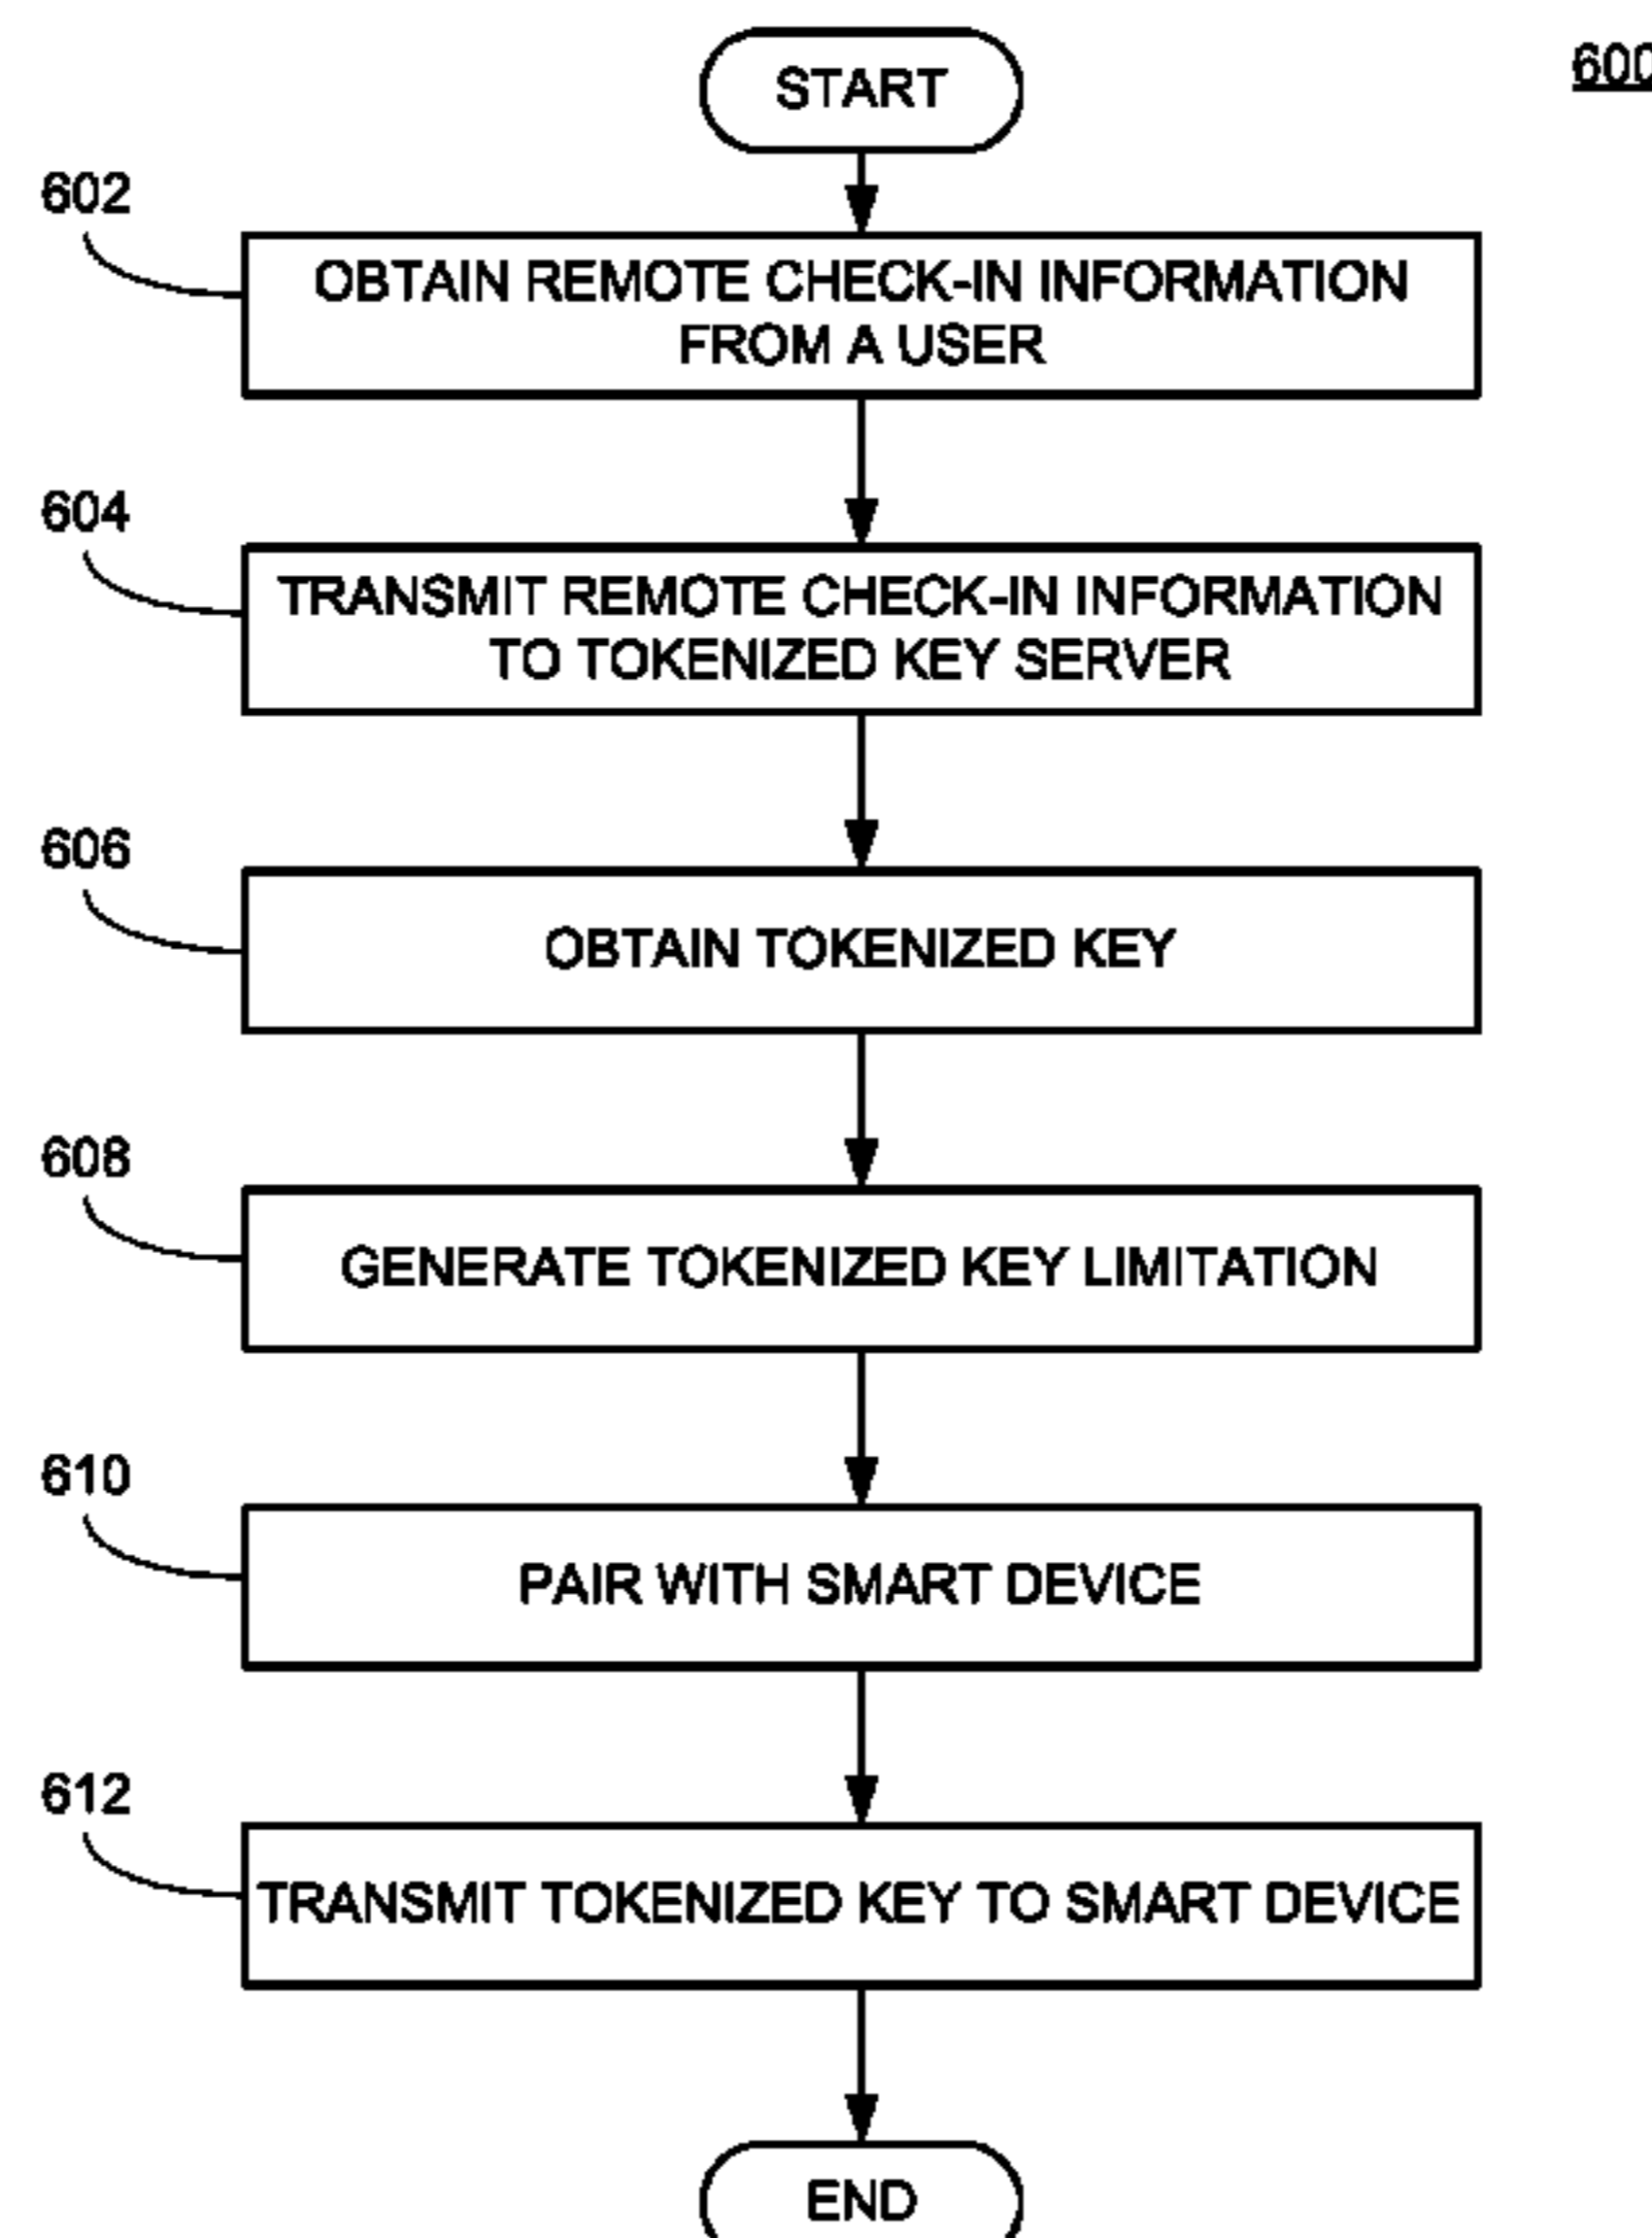 START
600
602
OBTAIN REMOTE CHECK-IN INFORMATION
FROM A USER
604
TRANSMIT REMOTE CHECK-IN INFORMATION
TO TOKENIZED KEY SERVER
606
OBTAIN TOKENIZED KEY
608
GENERATE TOKENIZED KEY LIMITATION
610
PAIR WITH SMART DEVICE
612
TRANSMIT TOKENIZED KEY TO SMART DEVICE
END